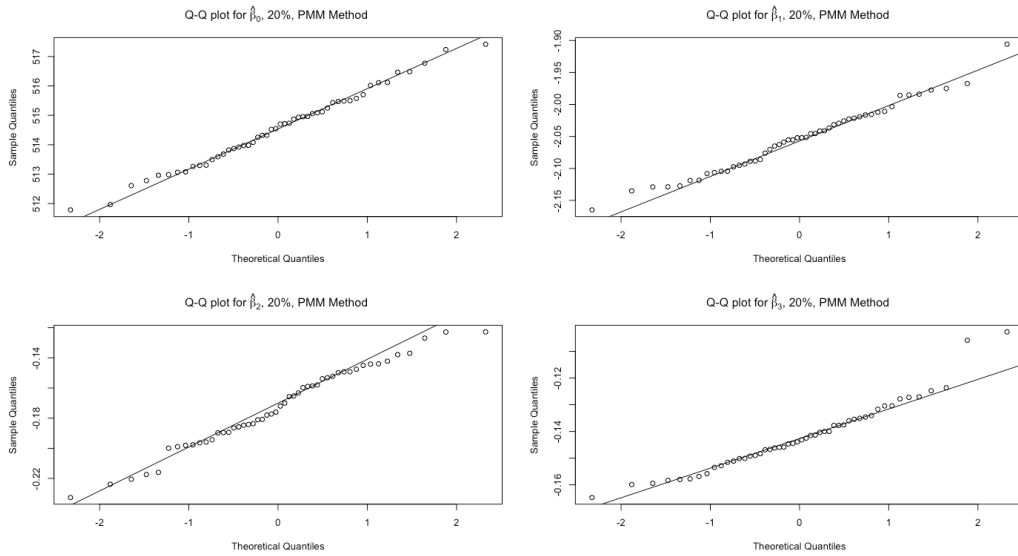 Q-Q plot for β̂₀, 20%, PMM Method
Sample Quantiles
517
516
515
514
513
512
-2 -1 0 1 2
Theoretical Quantiles
Q-Q plot for β̂₁, 20%, PMM Method
Sample Quantiles
-1.90
-1.95
-2.00
-2.05
-2.10
-2.15
-2 -1 0 1 2
Theoretical Quantiles
Q-Q plot for β̂₂, 20%, PMM Method
Sample Quantiles
-0.14
-0.18
-0.22
-2 -1 0 1 2
Theoretical Quantiles
Q-Q plot for β̂₃, 20%, PMM Method
Sample Quantiles
-0.12
-0.14
-0.16
-2 -1 0 1 2
Theoretical Quantiles